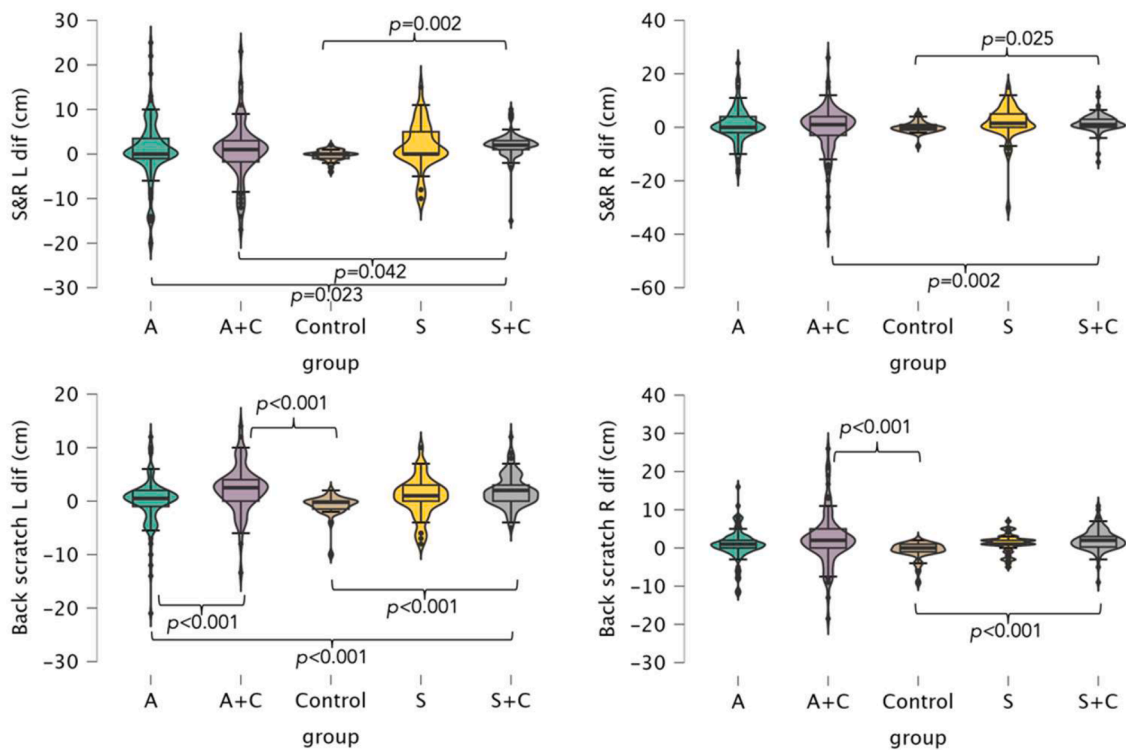 30
20
10
0
-10
-20
-30
S&R L dif (cm)
p=0.002
p=0.042
p=0.023
A A+C Control S S+C
group
40
20
0
-20
-40
-60
S&R R dif (cm)
p=0.025
p=0.002
A A+C Control S S+C
group
20
10
0
-10
-20
-30
Back scratch L dif (cm)
p<0.001
p<0.001
p<0.001
p<0.001
A A+C Control S S+C
group
40
30
20
10
0
-10
-20
-30
Back scratch R dif (cm)
p<0.001
p<0.001
A A+C Control S S+C
group